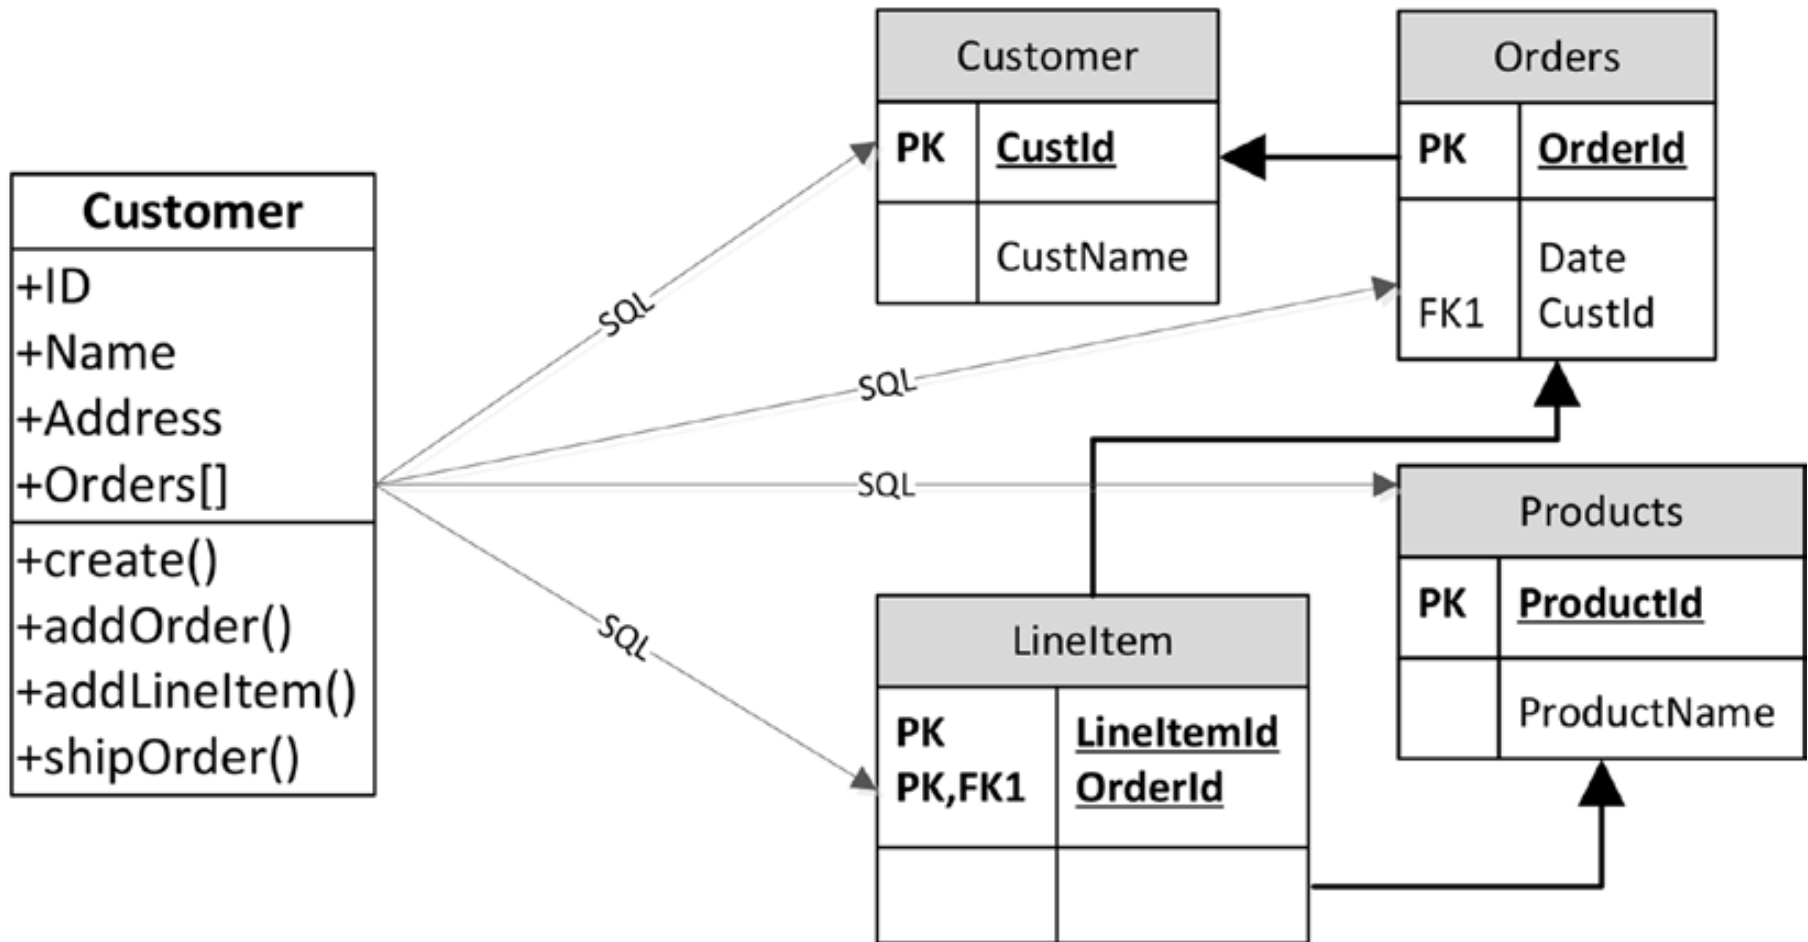 Customer
+ID
+Name
+Address
+Orders[]
+create()
+addOrder()
+addLineItem()
+shipOrder()
SQL
SQL
SQL
SQL
Customer
PK CustId
CustName
Orders
PK OrderId
Date
FK1 CustId
Products
PK ProductId
ProductName
LineItem
PK LineItemId
PK,FK1 OrderId